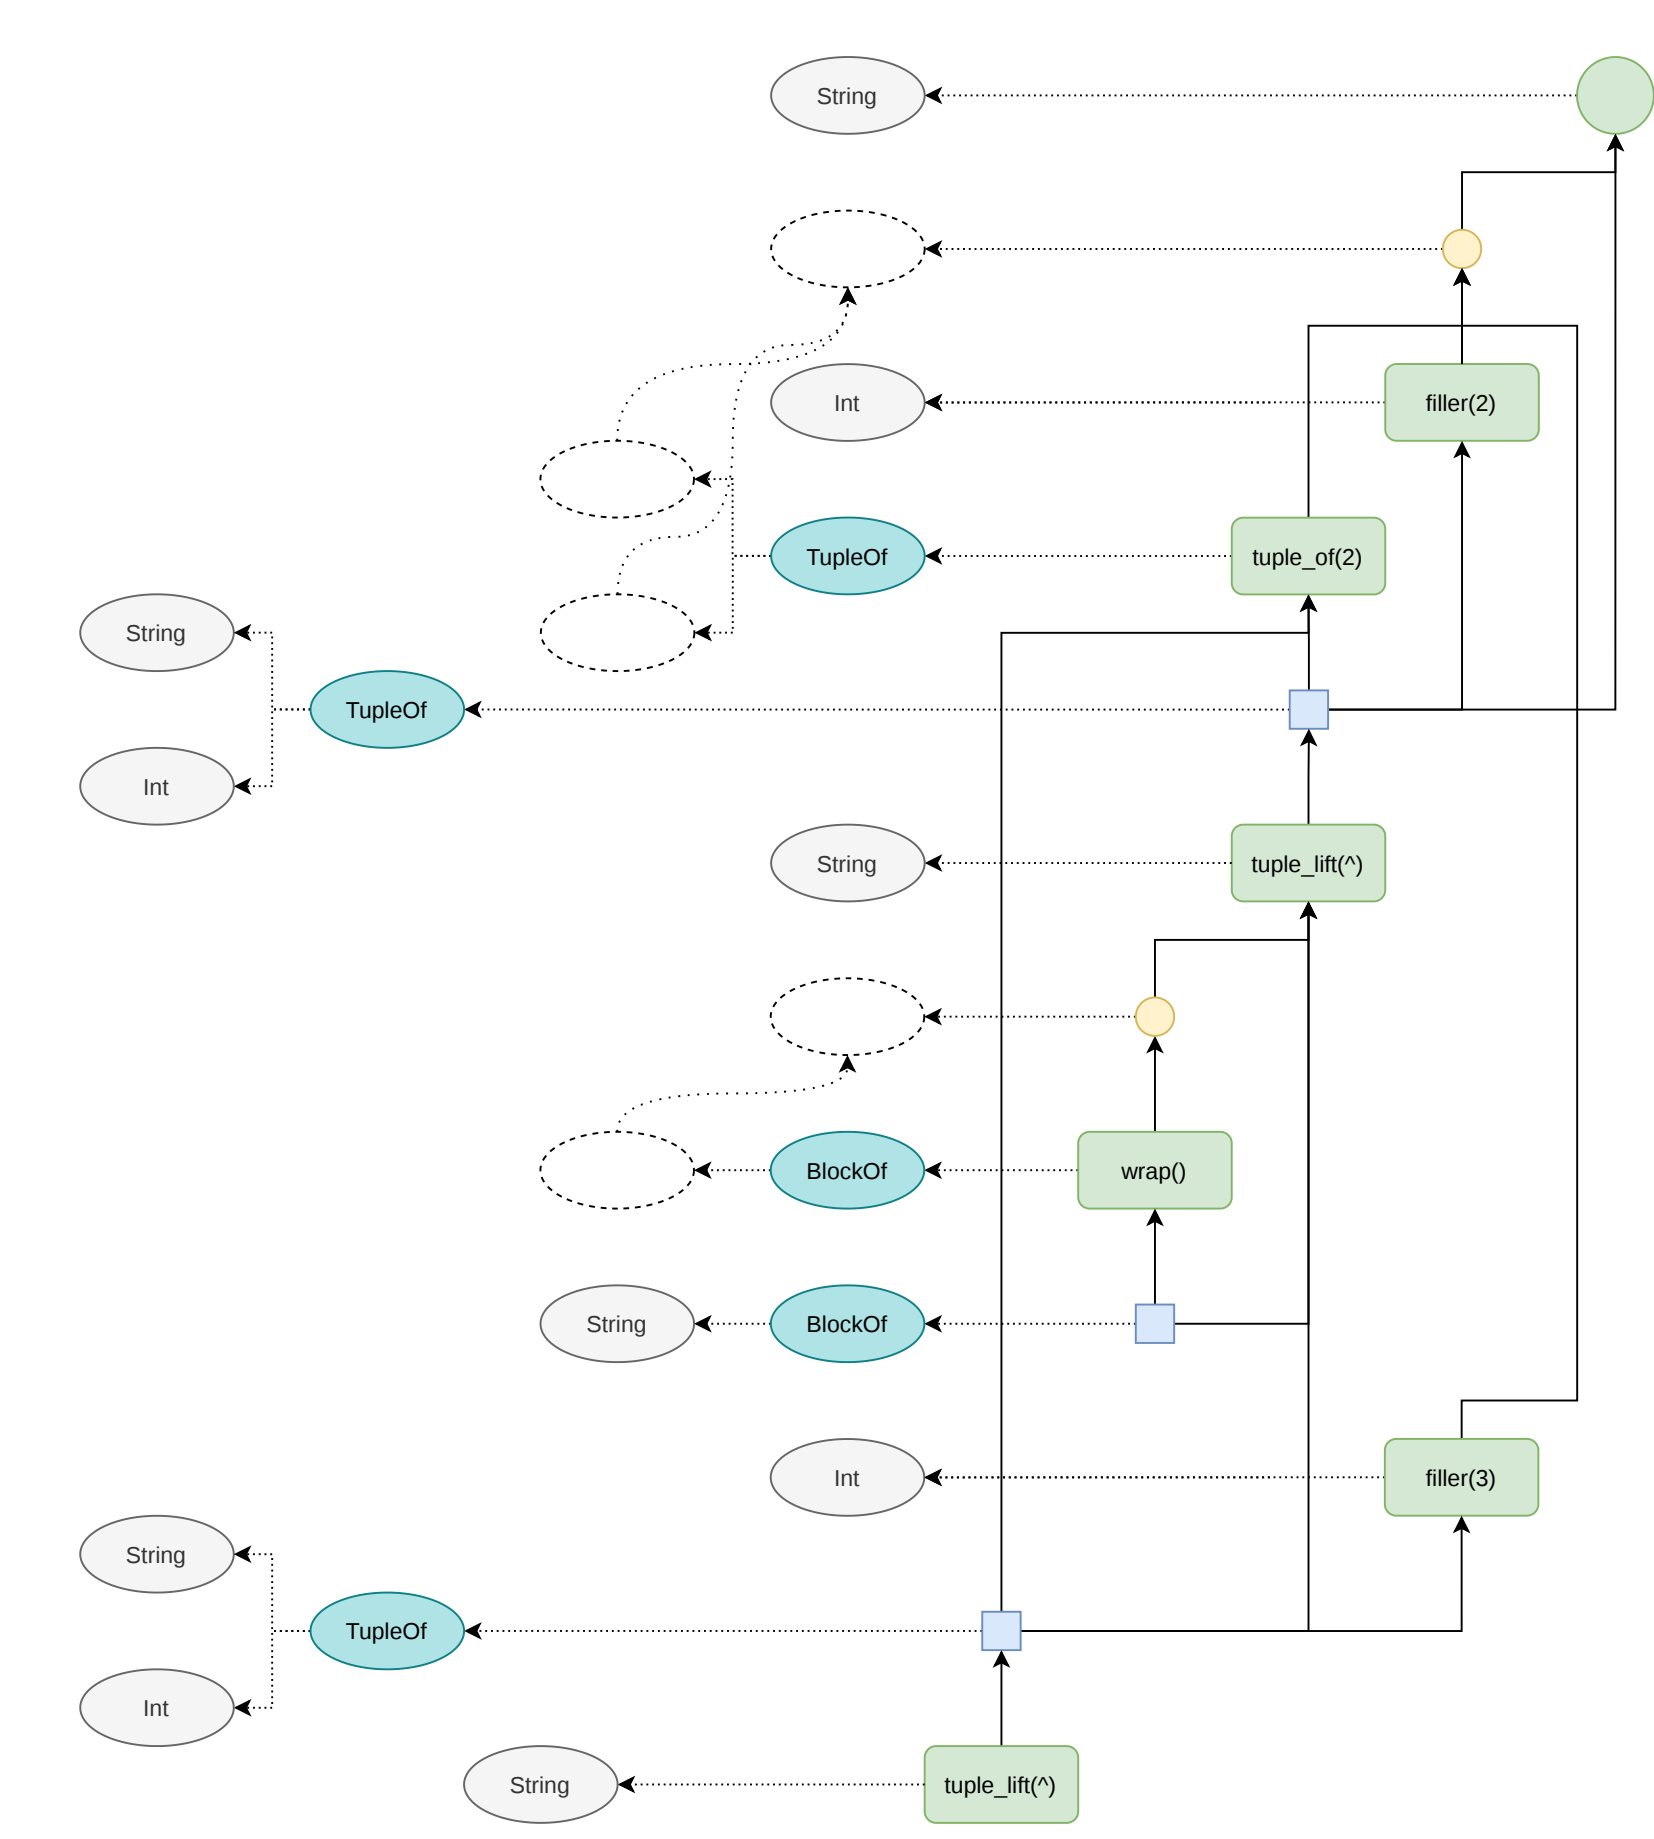 String
Int
filler(2)
TupleOf
tuple_of(2)
String
TupleOf
Int
String
tuple_lift(^)
BlockOf
wrap()
String
BlockOf
Int
filler(3)
String
TupleOf
Int
String
tuple_lift(^)